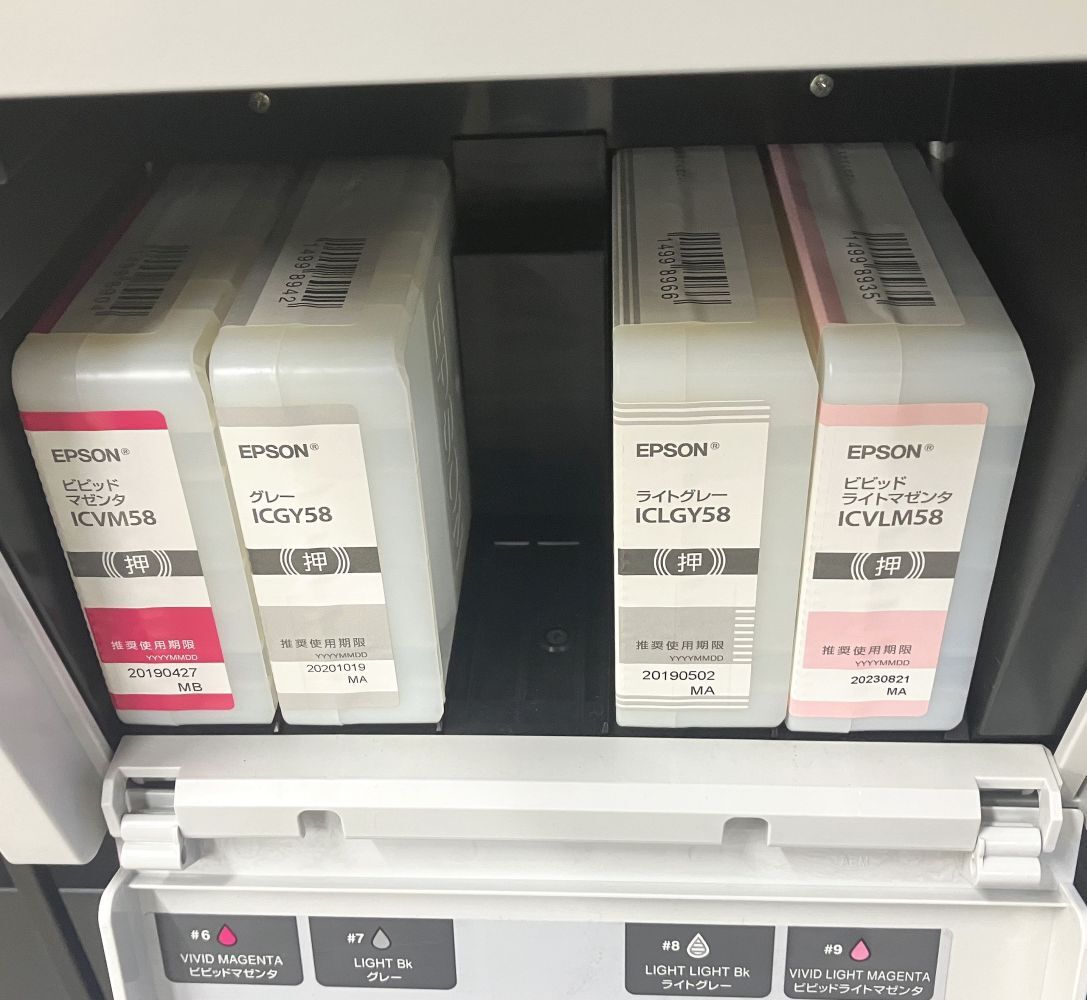 1499 8942
1499 8966
1499 8935
EPSON®
ビビッド
マゼンタ
ICVM58
押
推奨使用期限
YYYYMMDD
20190427
MB
EPSON®
グレー
ICGY58
押
推奨使用期限
YYYYMMDD
20201019
MA
EPSON®
ライトグレー
ICLGY58
押
推奨使用期限
YYYYMMDD
20190502
MA
EPSON®
ビビッド
ライトマゼンタ
ICVLM58
押
推奨使用期限
YYYYMMDD
20230821
MA
#6
VIVID MAGENTA
ビビッドマゼンタ
#7
LIGHT Bk
グレー
#8
LIGHT LIGHT Bk
ライトグレー
#9
VIVID LIGHT MAGENTA
ビビッドライトマゼンタ